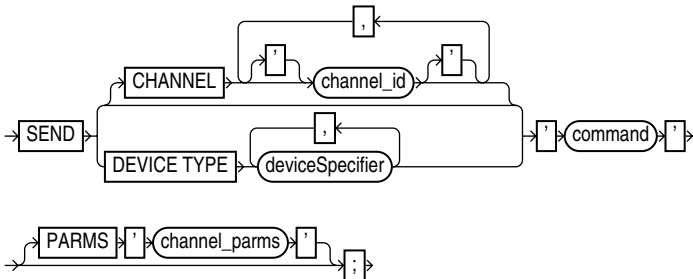 ,
CHANNEL ' channel_id '
SEND ' command '
,
DEVICE TYPE deviceSpecifier
PARMS ' channel_parms '
;